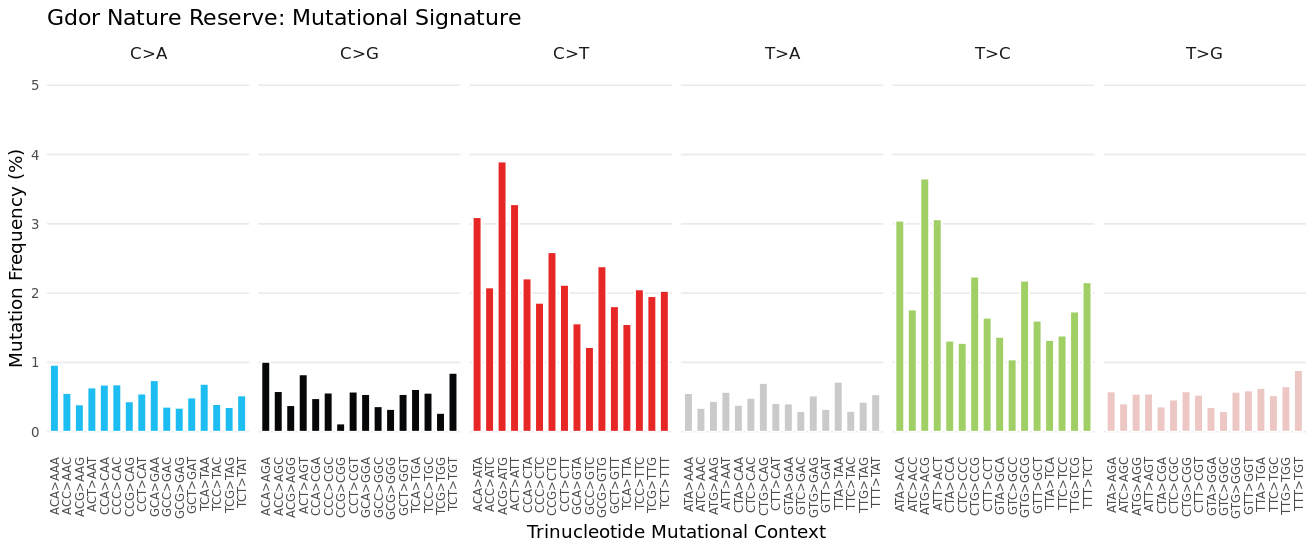 Gdor Nature Reserve: Mutational Signature
C>A C>G C>T T>A T>C T>G
Mutation Frequency (%)
5
4
3
2
1
0
ACA>AAA ACC>AAC ACG>AAG ACT>AAT CCA>CAA CCC>CAC CCG>CAG CCT>CAT GCA>GAA GCC>GAC GCG>GAG GCT>GAT TCA>TAA TCC>TAC TCG>TAG TCT>TAT
ACA>AGA ACC>AGC ACG>AGG ACT>AGT CCA>CGA CCC>CGC CCG>CGG CCT>CGT GCA>GGA GCC>GGC GCG>GGG GCT>GGT TCA>TGA TCC>TGC TCG>TGG TCT>TGT
ACA>ATA ACC>ATC ACG>ATG ACT>ATT CCA>CTA CCC>CTC CCG>CTG CCT>CTT GCA>GTA GCC>GTC GCG>GTG GCT>GTT TCA>TTA TCC>TTC TCG>TTG TCT>TTT
ATA>AAA ATC>AAC ATG>AAG ATT>AAT CTA>CAA CTC>CAC CTG>CAG CTT>CAT GTA>GAA GTC>GAC GTG>GAG GTT>GAT TTA>TAA TTC>TAC TTG>TAG TTT>TAT
ATA>ACA ATC>ACC ATG>ACG ATT>ACT CTA>CCA CTC>CCC CTG>CCG CTT>CCT GTA>GCA GTC>GCC GTG>GCG GTT>GCT TTA>TCA TTC>TCC TTG>TCG TTT>TCT
ATA>AGA ATC>AGC ATG>AGG ATT>AGT CTA>CGA CTC>CGC CTG>CGG CTT>CGT GTA>GGA GTC>GGC GTG>GGG GTT>GGT TTA>TGA TTC>TGC TTG>TGG TTT>TGT
Trinucleotide Mutational Context